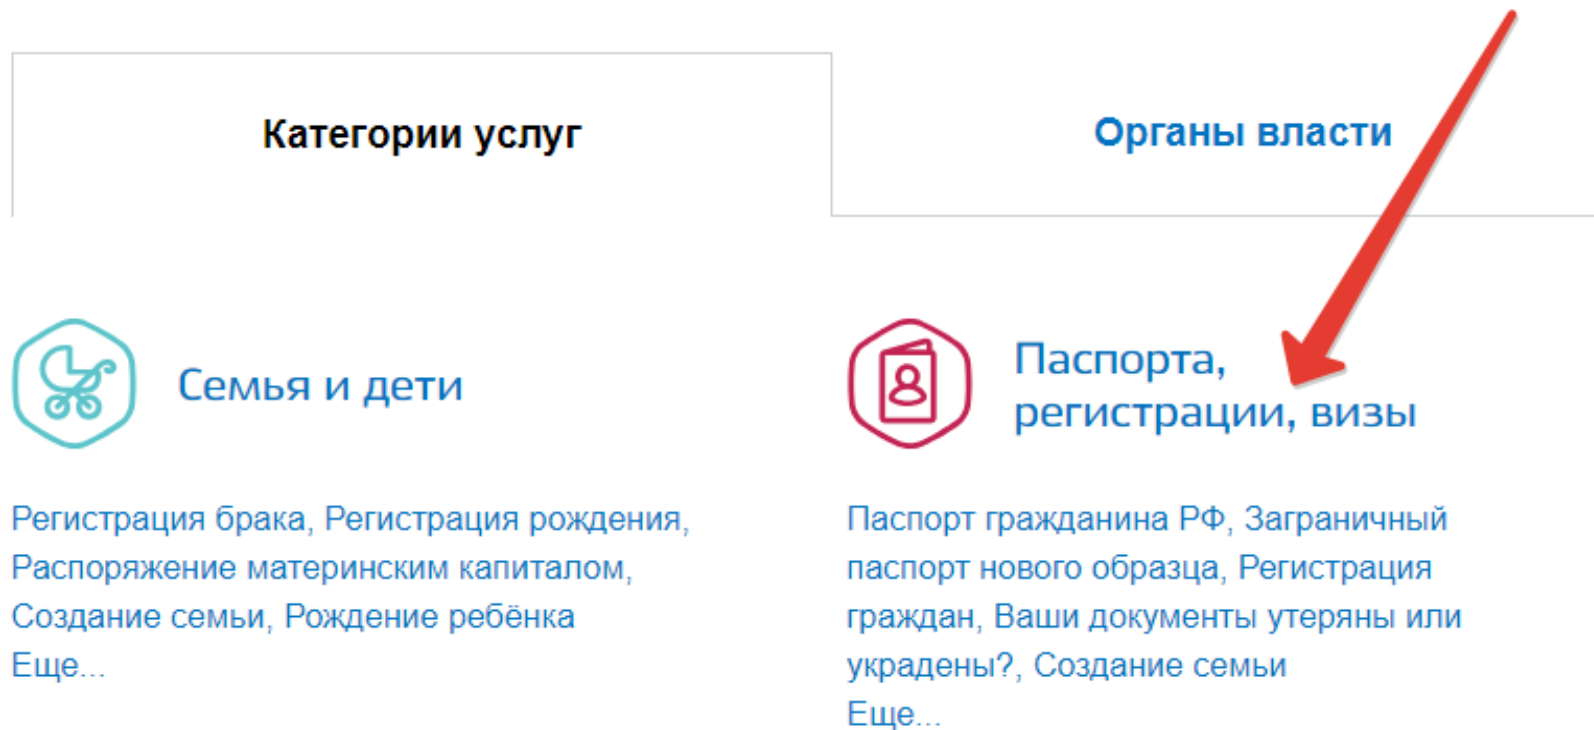 Категории услуг
Органы власти
Семья и дети
Регистрация брака, Регистрация рождения,
Распоряжение материнским капиталом,
Создание семьи, Рождение ребёнка
Еще...
Паспорта,
регистрации, визы
Паспорт гражданина РФ, Заграничный
паспорт нового образца, Регистрация
граждан, Ваши документы утеряны или
украдены?, Создание семьи
Еще...